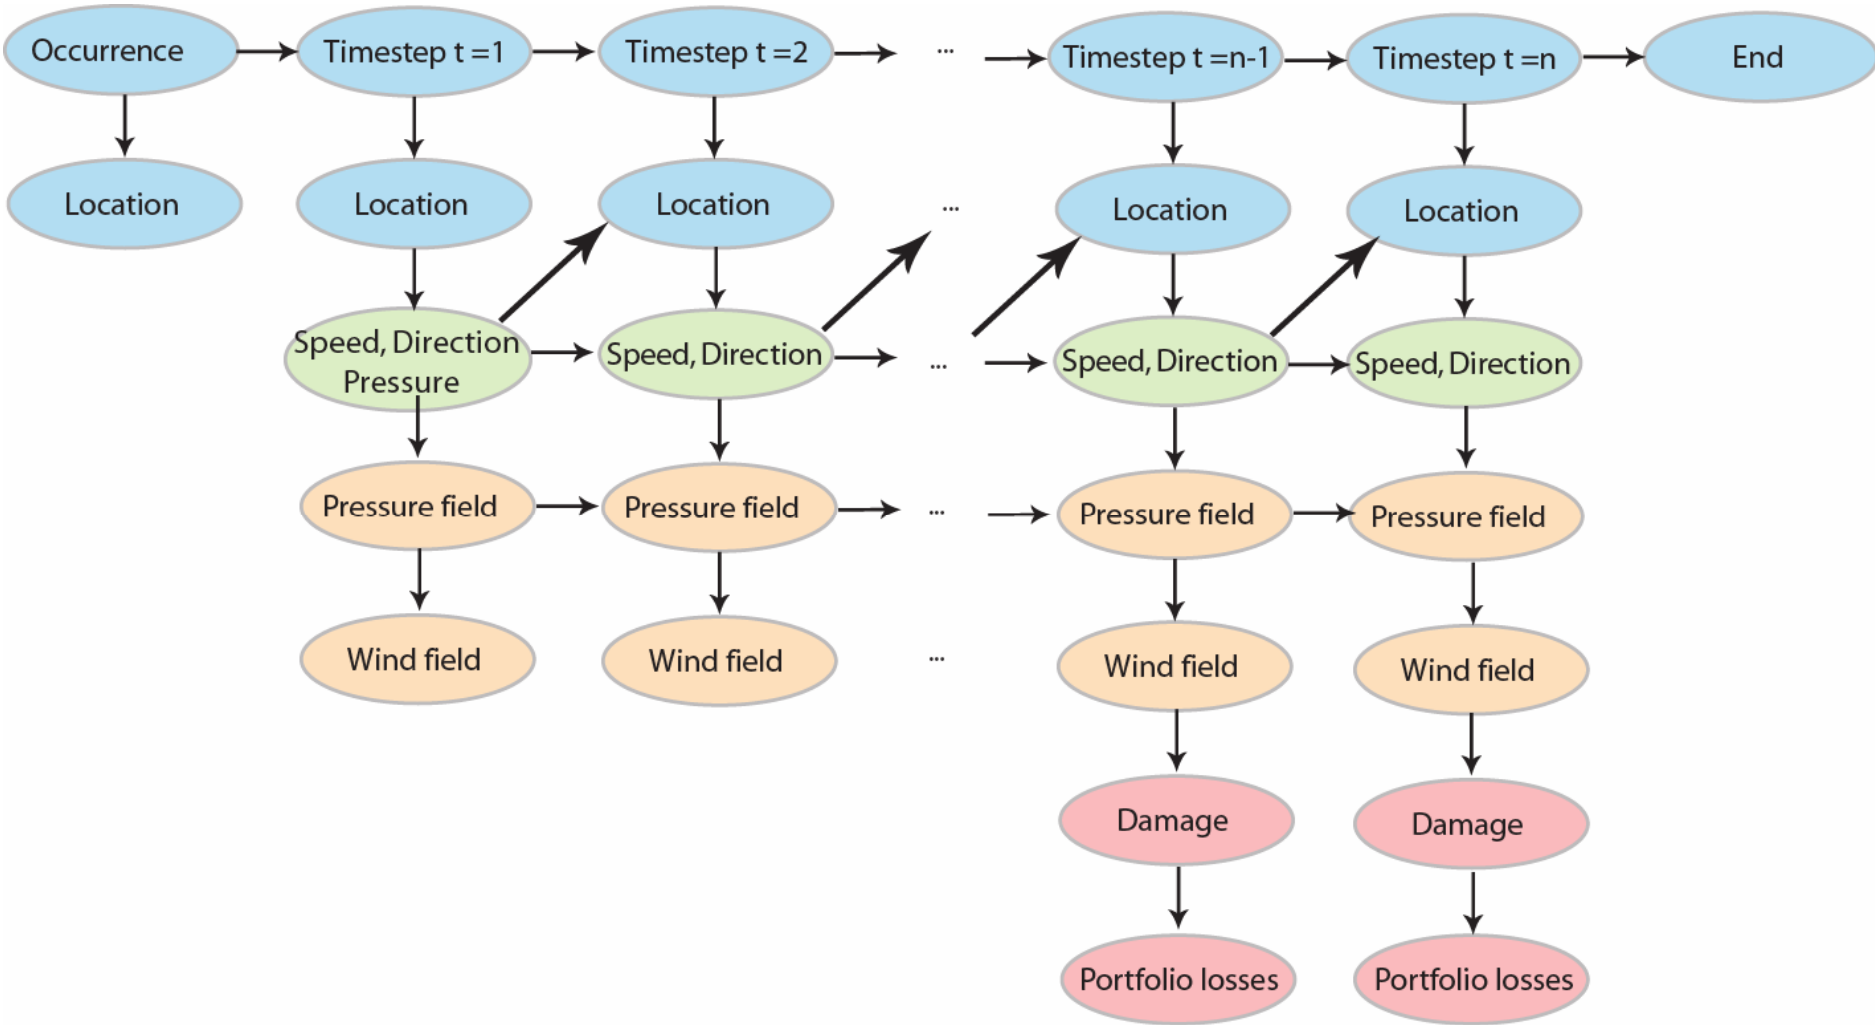 Occurrence
Timestep t =1
Timestep t =2
...
Timestep t =n-1
Timestep t =n
End
Location
Location
Location
...
Location
Location
Speed, Direction
Pressure
Speed, Direction
...
Speed, Direction
Speed, Direction
Pressure field
Pressure field
...
Pressure field
Pressure field
Wind field
Wind field
...
Wind field
Wind field
Damage
Damage
Portfolio losses
Portfolio losses